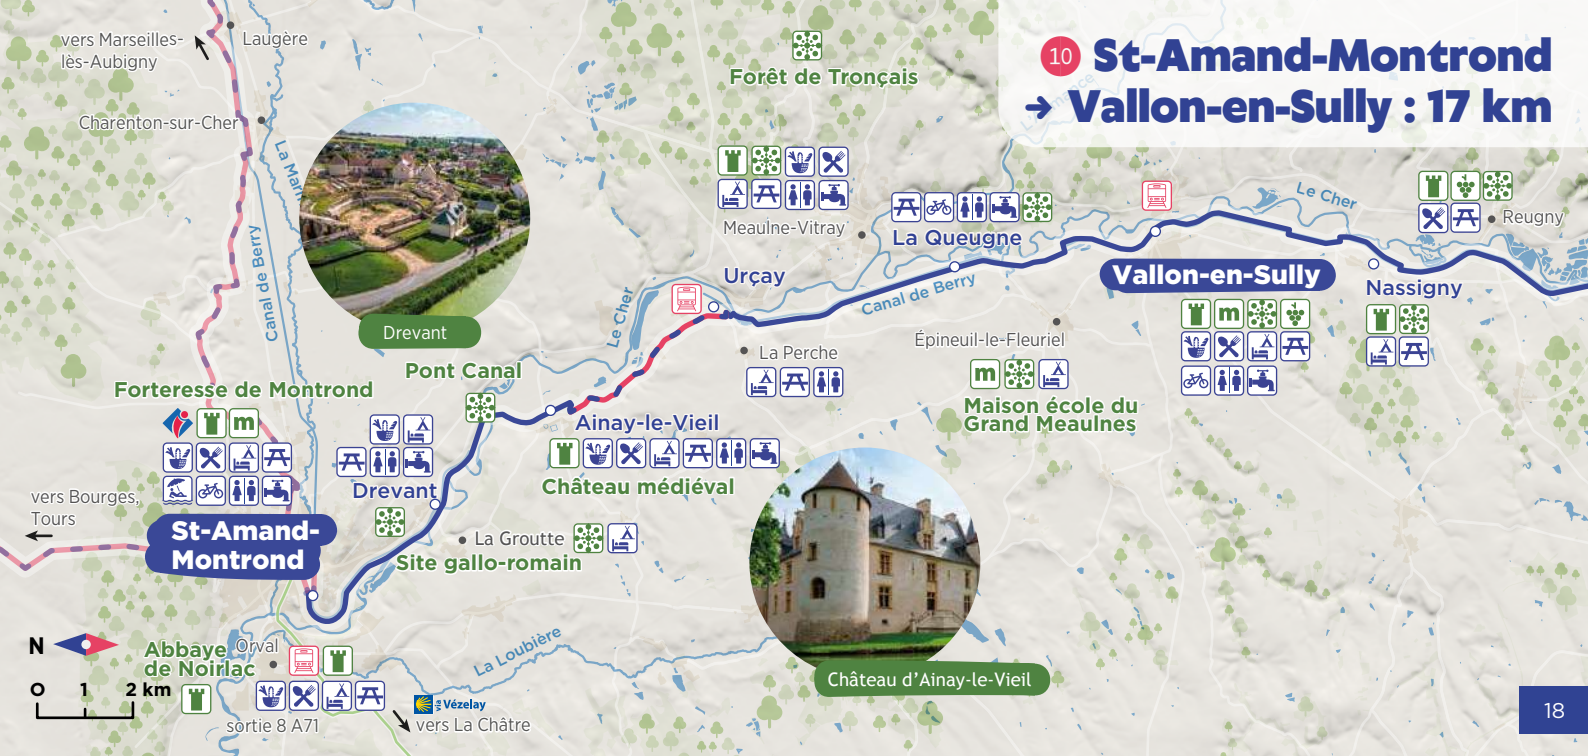 10 St-Amand-Montrond
→ Vallon-en-Sully : 17 km
vers Marseilles-
lès-Aubigny
Laugère
Charenton-sur-Cher
La Marm
Canal de Berry
Forêt de Tronçais
Drevant
Meaulne-Vitray
La Queugne
Le Cher
Reugny
Urçay
Canal de Berry
Vallon-en-Sully
Nassigny
m
Le Cher
La Perche
Épineuil-le-Fleuriel
m
Maison école du
Grand Meaulnes
Pont Canal
Forteresse de Montrond
m
Ainay-le-Vieil
Château médiéval
Drevant
La Groutte
Site gallo-romain
vers Bourges,
Tours
St-Amand-
Montrond
N
0 1 2 km
Abbaye
de Noirlac
Orval
sortie 8 A71
La Loubière
Vézelay
vers La Châtre
Château d'Ainay-le-Vieil
18